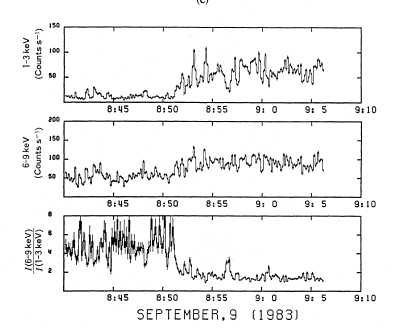 (c)
150
100
50
1-3 keV
(Counts s⁻¹)
8:45 8:50 8:55 9: 0 9: 5 9:10
200
150
100
50
6-9 keV
(Counts s⁻¹)
8:45 8:50 8:55 9: 0 9: 5 9:10
8
6
4
2
I(6-9 keV)
I(1-3 keV)
8:45 8:50 8:55 9: 0 9: 5 9:10
SEPTEMBER,9 (1983)